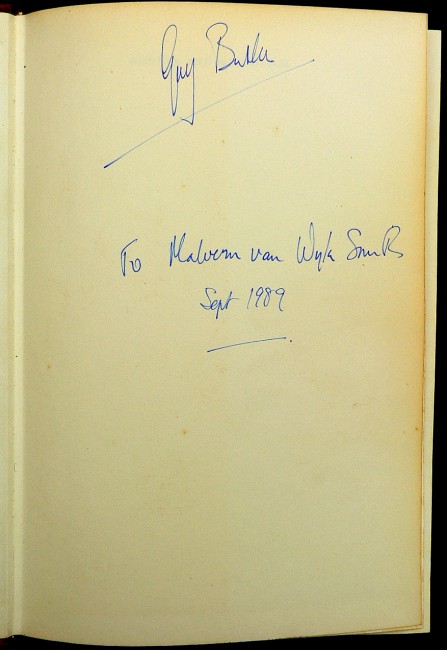 Guy Butler
To Malvern van Wyk Smith
Sept 1989